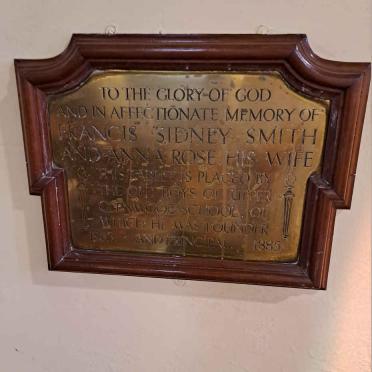 TO THE GLORY OF GOD
AND IN AFFECTIONATE MEMORY OF
FRANCIS SIDNEY SMITH
AND ANNA ROSE HIS WIFE
THIS TABLET IS PLACED BY
THE OLD BOYS OF UPPER
SCHOOL, OF
WHICH HE WAS FOUNDER
AND 1885